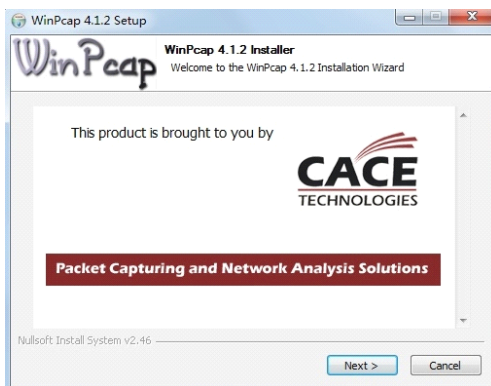 WinPcap 4.1.2 Setup
WinPcap
WinPcap 4.1.2 Installer
Welcome to the WinPcap 4.1.2 Installation Wizard
This product is brought to you by
CACE
TECHNOLOGIES
Packet Capturing and Network Analysis Solutions
Nullsoft Install System v2.46
Next >
Cancel